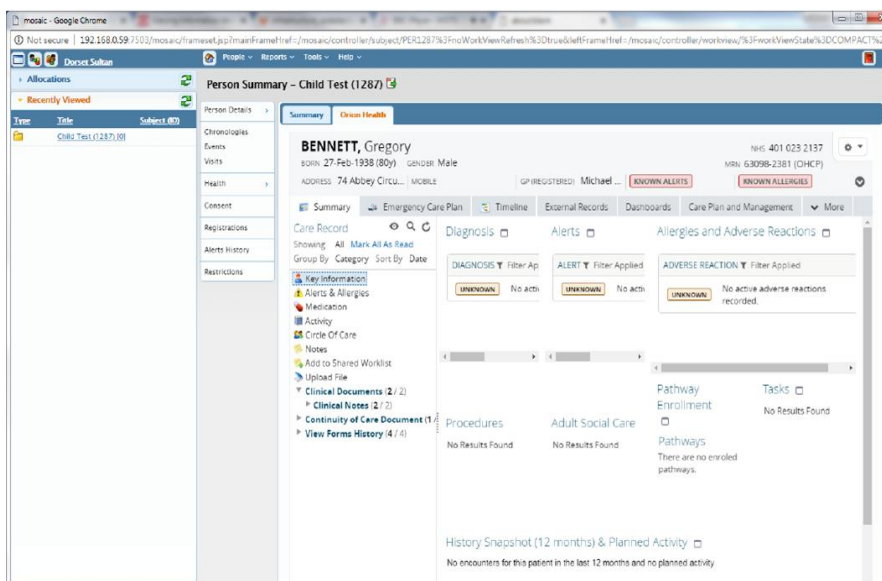 mosaic - Google Chrome
Not secure | 192.168.0.59:7503/mosaic/frameset.jsp?mainFrameHref=/mosaic/controller/subject/PER1287%3FnoWorkViewRefresh%3Dtrue&leftFrameHref=/mosaic/controller/workview/%3FworkViewState%3DCOMPACT%2
Dorset Sultan
People Reports Tools Help
Allocations
Recently Viewed
Type Title Subject (ID)
Child Test (1287) [0]
Person Summary – Child Test (1287)
Person Details
Chronologies
Events
Visits
Health
Consent
Registrations
Alerts History
Restrictions
Summary Orion Health
BENNETT, Gregory
NHS 401 023 2137
BORN 27-Feb-1938 (80y) GENDER Male
MRN 63098-2381 (OHCP)
ADDRESS 74 Abbey Circu... MOBILE GP (REGISTERED) Michael ... KNOWN ALERTS KNOWN ALLERGIES
Summary Emergency Care Plan Timeline External Records Dashboards Care Plan and Management More
Care Record
Showing All Mark All As Read
Group By Category Sort By Date
Key Information
Alerts & Allergies
Medication
Activity
Circle Of Care
Notes
Add to Shared Worklist
Upload File
Clinical Documents (2 / 2)
Clinical Notes (2 / 2)
Continuity of Care Document (1 /
View Forms History (4 / 4)
Diagnosis
DIAGNOSIS Filter Ap
UNKNOWN No acti
Alerts
ALERT Filter Applied
UNKNOWN No acti
Allergies and Adverse Reactions
ADVERSE REACTION Filter Applied
UNKNOWN No active adverse reactions
recorded.
Procedures
No Results Found
Adult Social Care
No Results Found
Pathway
Enrollment
Pathways
There are no enroled
pathways.
Tasks
No Results Found
History Snapshot (12 months) & Planned Activity
No encounters for this patient in the last 12 months and no planned activity